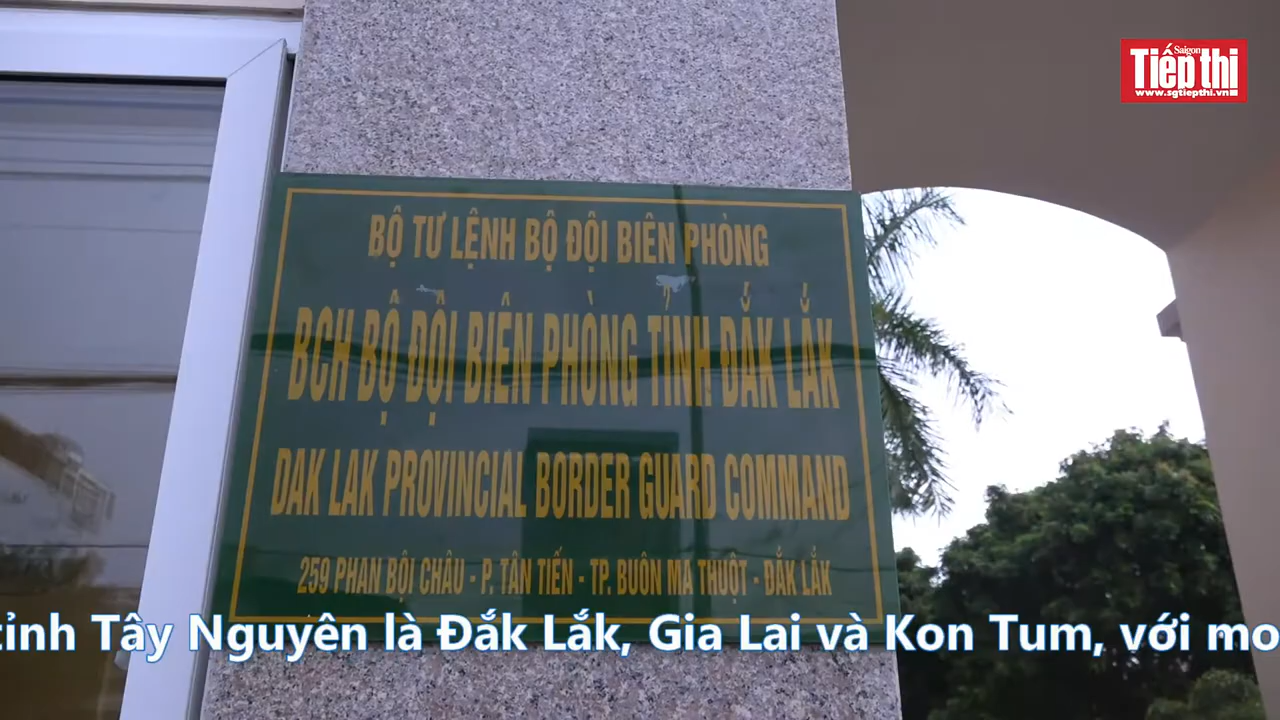 Saigon
Tiếp thị
www.sgtiepthi.vn
BỘ TƯ LỆNH BỘ ĐỘI BIÊN PHÒNG
BCH BỘ ĐỘI BIÊN PHÒNG TỈNH ĐẮK LẮK
DAK LAK PROVINCIAL BORDER GUARD COMMAND
259 PHAN BỘI CHÂU - P. TÂN TIẾN - TP. BUÔN MA THUỘT - ĐẮK LẮK
tỉnh Tây Nguyên là Đắk Lắk, Gia Lai và Kon Tum, với mo